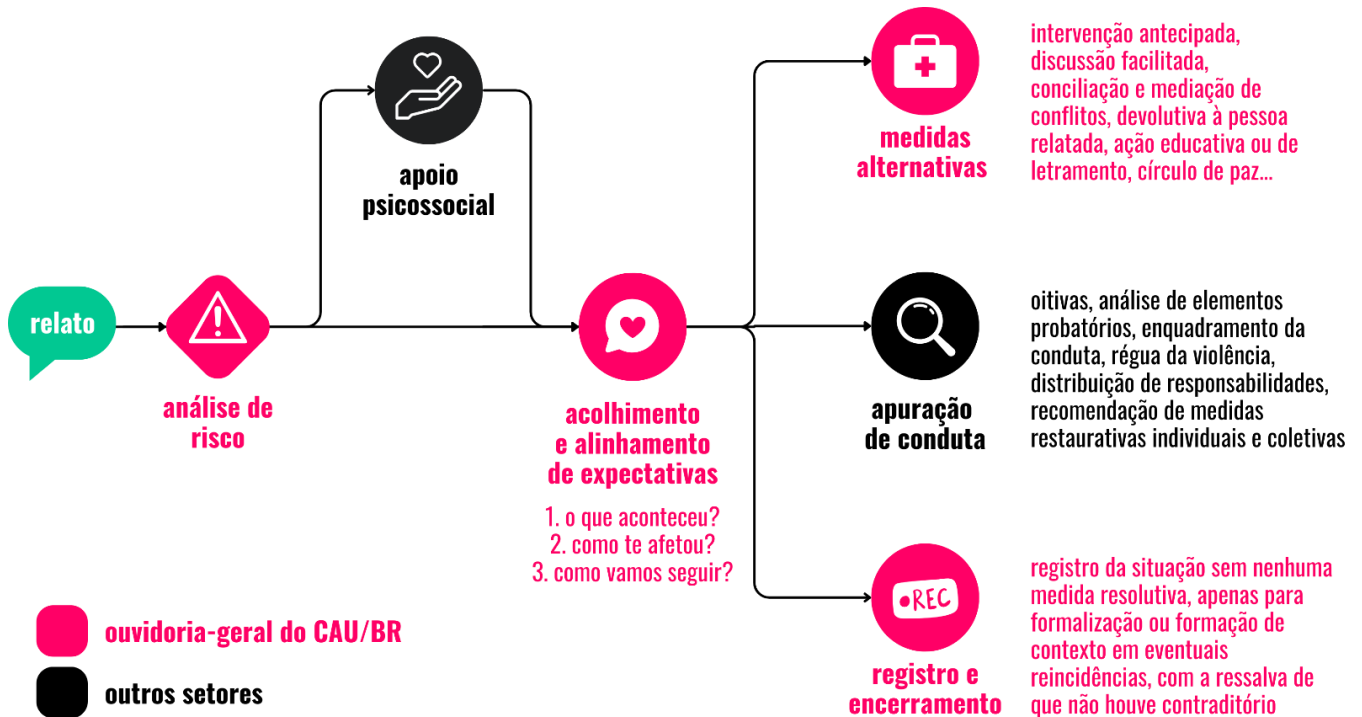 relato
análise de
risco
apoio
psicossocial
acolhimento
e alinhamento
de expectativas
1. o que aconteceu?
2. como te afetou?
3. como vamos seguir?
medidas
alternativas
intervenção antecipada,
discussão facilitada,
conciliação e mediação de
conflitos, devolutiva à pessoa
relatada, ação educativa ou de
letramento, círculo de paz...
apuração
de conduta
oitivas, análise de elementos
probatórios, enquadramento da
conduta, régua da violência,
distribuição de responsabilidades,
recomendação de medidas
restaurativas individuais e coletivas
REC
registro e
encerramento
registro da situação sem nenhuma
medida resolutiva, apenas para
formalização ou formação de
contexto em eventuais
reincidências, com a ressalva de
que não houve contraditório
ouvidoria-geral do CAU/BR
outros setores